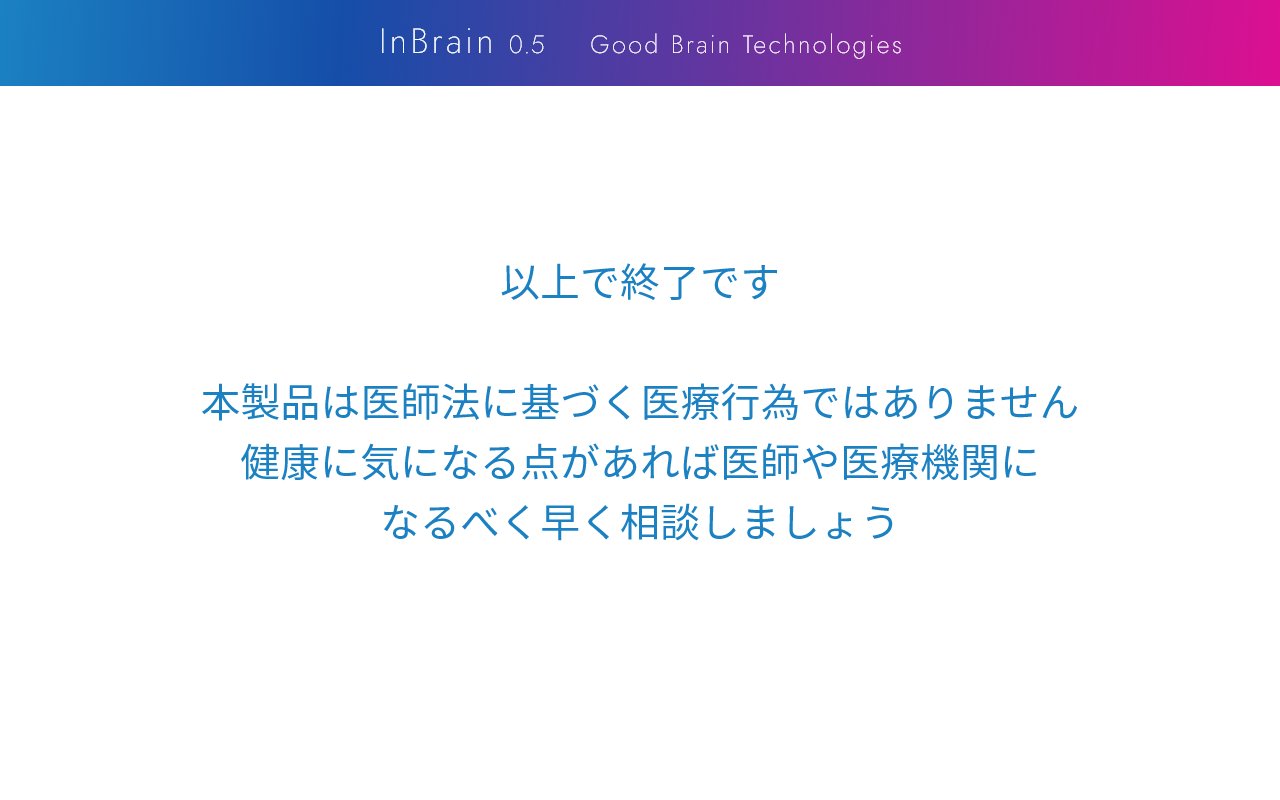 InBrain 0.5 Good Brain Technologies
以上で終了です
本製品は医師法に基づく医療行為ではありません
健康に気になる点があれば医師や医療機関に
なるべく早く相談しましょう